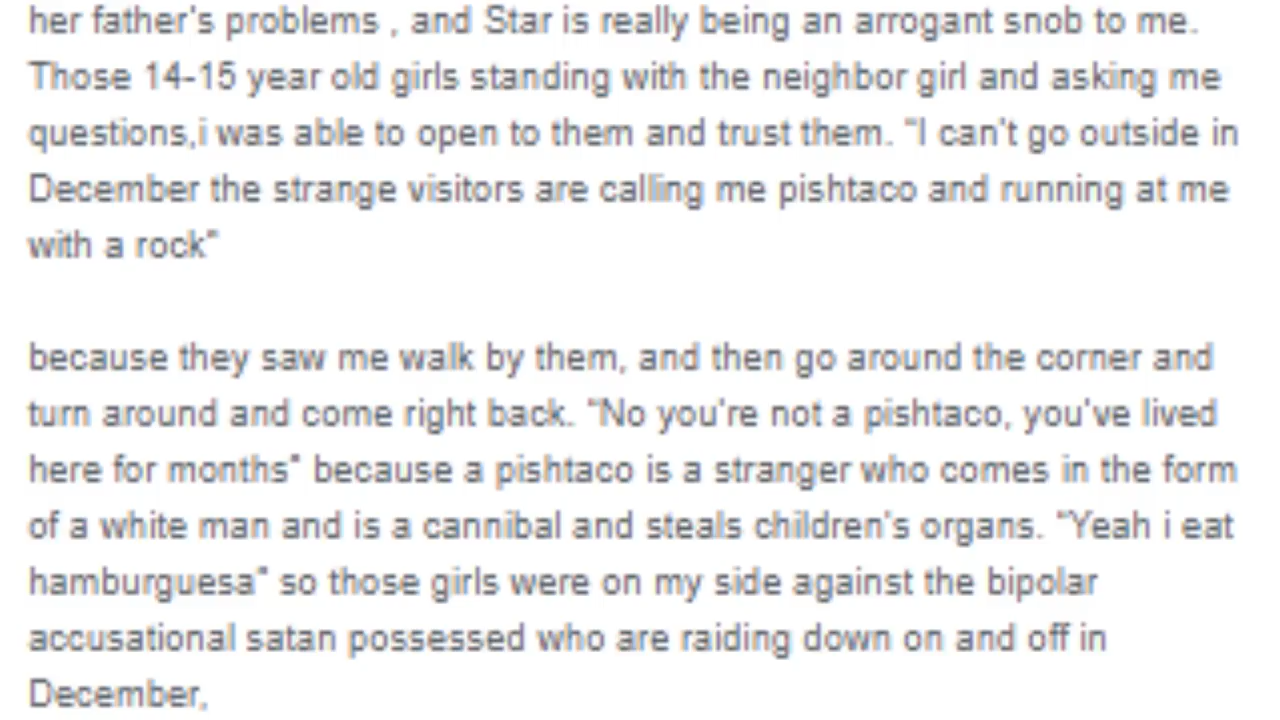 her father's problems , and Star is really being an arrogant snob to me.
Those 14-15 year old girls standing with the neighbor girl and asking me
questions,i was able to open to them and trust them. "I can't go outside in
December the strange visitors are calling me pishtaco and running at me
with a rock"
because they saw me walk by them, and then go around the corner and
turn around and come right back. "No you're not a pishtaco, you've lived
here for months" because a pishtaco is a stranger who comes in the form
of a white man and is a cannibal and steals children's organs. "Yeah i eat
hamburguesa" so those girls were on my side against the bipolar
accusational satan possessed who are raiding down on and off in
December,